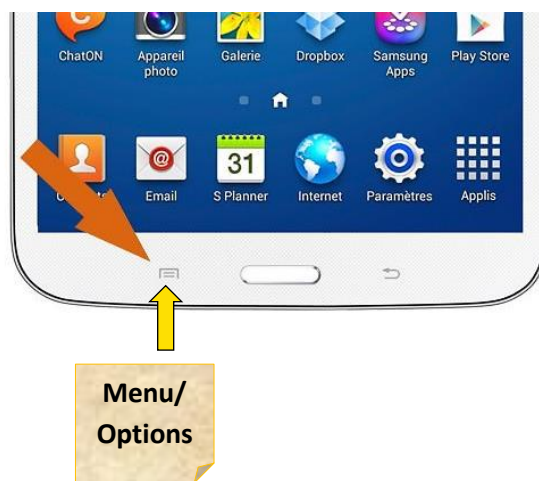 ChatON Appareil photo Galerie Dropbox Samsung Apps Play Store
@ 31
Email S Planner Internet Paramètres Applis
Menu/
Options